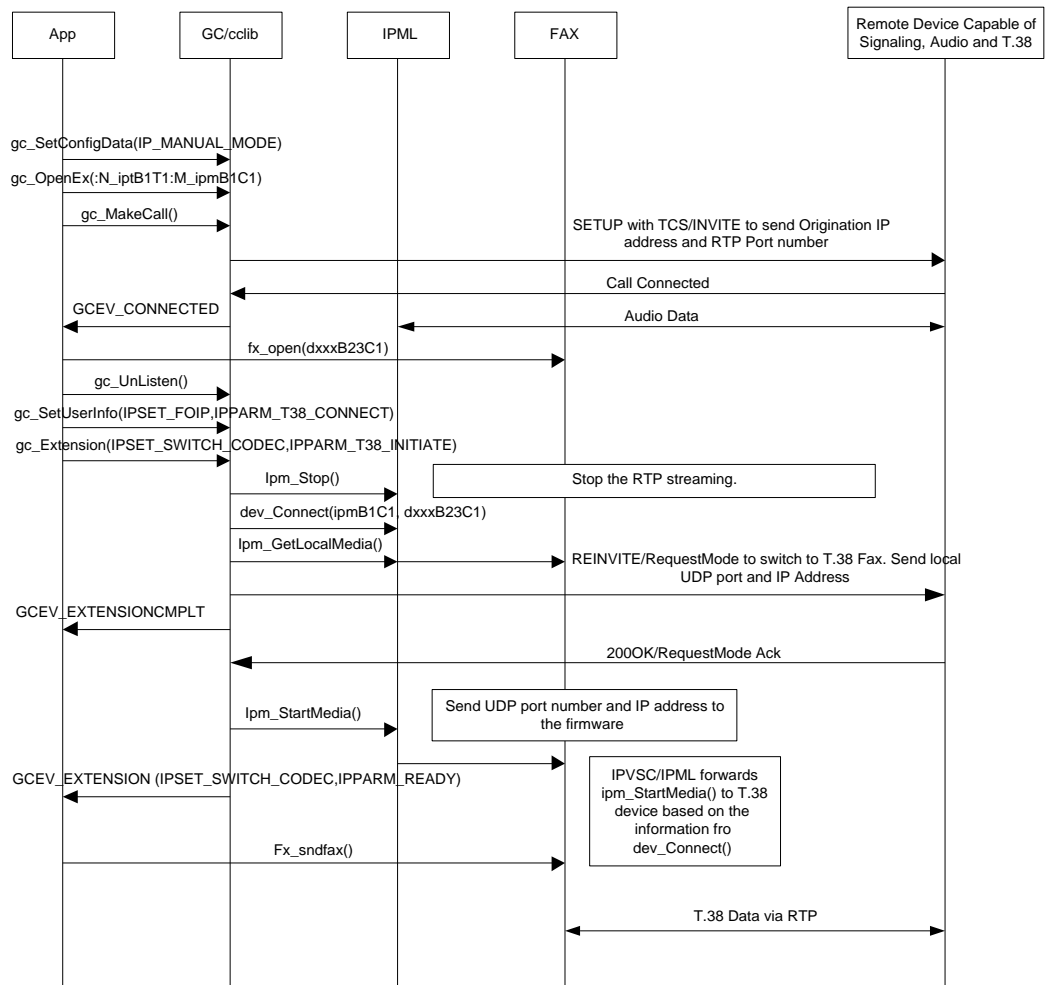 App
GC/cclib
IPML
FAX
Remote Device Capable of
Signaling, Audio and T.38
gc_SetConfigData(IP_MANUAL_MODE)
gc_OpenEx(:N_iptB1T1:M_ipmB1C1)
gc_MakeCall()
SETUP with TCS/INVITE to send Origination IP
address and RTP Port number
Call Connected
GCEV_CONNECTED
Audio Data
fx_open(dxxxB23C1)
gc_UnListen()
gc_SetUserInfo(IPSET_FOIP,IPPARM_T38_CONNECT)
gc_Extension(IPSET_SWITCH_CODEC,IPPARM_T38_INITIATE)
Ipm_Stop()
Stop the RTP streaming.
dev_Connect(ipmB1C1, dxxxB23C1)
Ipm_GetLocalMedia()
REINVITE/RequestMode to switch to T.38 Fax. Send local
UDP port and IP Address
GCEV_EXTENSIONCMPLT
200OK/RequestMode Ack
Ipm_StartMedia()
Send UDP port number and IP address to
the firmware
GCEV_EXTENSION (IPSET_SWITCH_CODEC,IPPARM_READY)
IPVSC/IPML forwards
ipm_StartMedia() to T.38
device based on the
information fro
dev_Connect()
Fx_sndfax()
T.38 Data via RTP